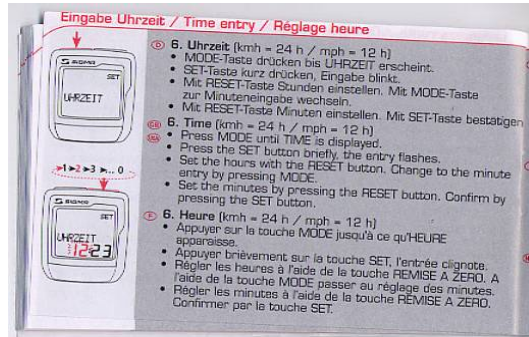 Eingabe Uhrzeit / Time entry / Réglage heure
D 6. Uhrzeit (kmh = 24 h / mph = 12 h)
• MODE-Taste drücken bis UHRZEIT erscheint.
• SET-Taste kurz drücken, Eingabe blinkt.
• Mit RESET-Taste Stunden einstellen. Mit MODE-Taste
zur Minuteneingabe wechseln.
• Mit RESET-Taste Minuten einstellen. Mit SET-Taste bestätigen
SIGMA
SET
UHRZEIT
GB 6. Time (kmh = 24 h / mph = 12 h)
USA • Press MODE until TIME is displayed.
• Press the SET button briefly, the entry flashes.
• Set the hours with the RESET button. Change to the minute
entry by pressing MODE.
• Set the minutes by pressing the RESET button. Confirm by
pressing the SET button.
1 2 3 ... 0
SIGMA
SET
UHRZEIT
12:23
F 6. Heure (kmh = 24 h / mph = 12 h)
• Appuyer sur la touche MODE jusqu'à ce qu'HEURE
apparaisse.
• Appuyer brièvement sur la touche SET, l'entrée clignote.
• Régler les heures à l'aide de la touche REMISE A ZERO. A
l'aide de la touche MODE passer au réglage des minutes.
• Régler les minutes à l'aide de la touche REMISE A ZERO.
Confirmer par la touche SET.